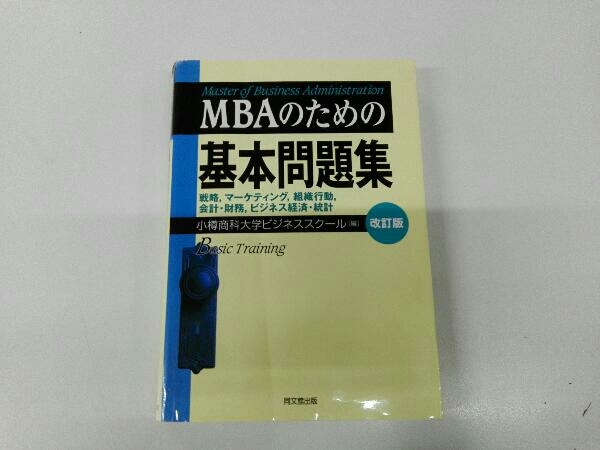 Master of Business Administration
MBAのための
基本問題集
戦略, マーケティング, 組織行動,
会計・財務, ビジネス経済・統計
小樽商科大学ビジネススクール[編]
改訂版
Basic Training
同文舘出版